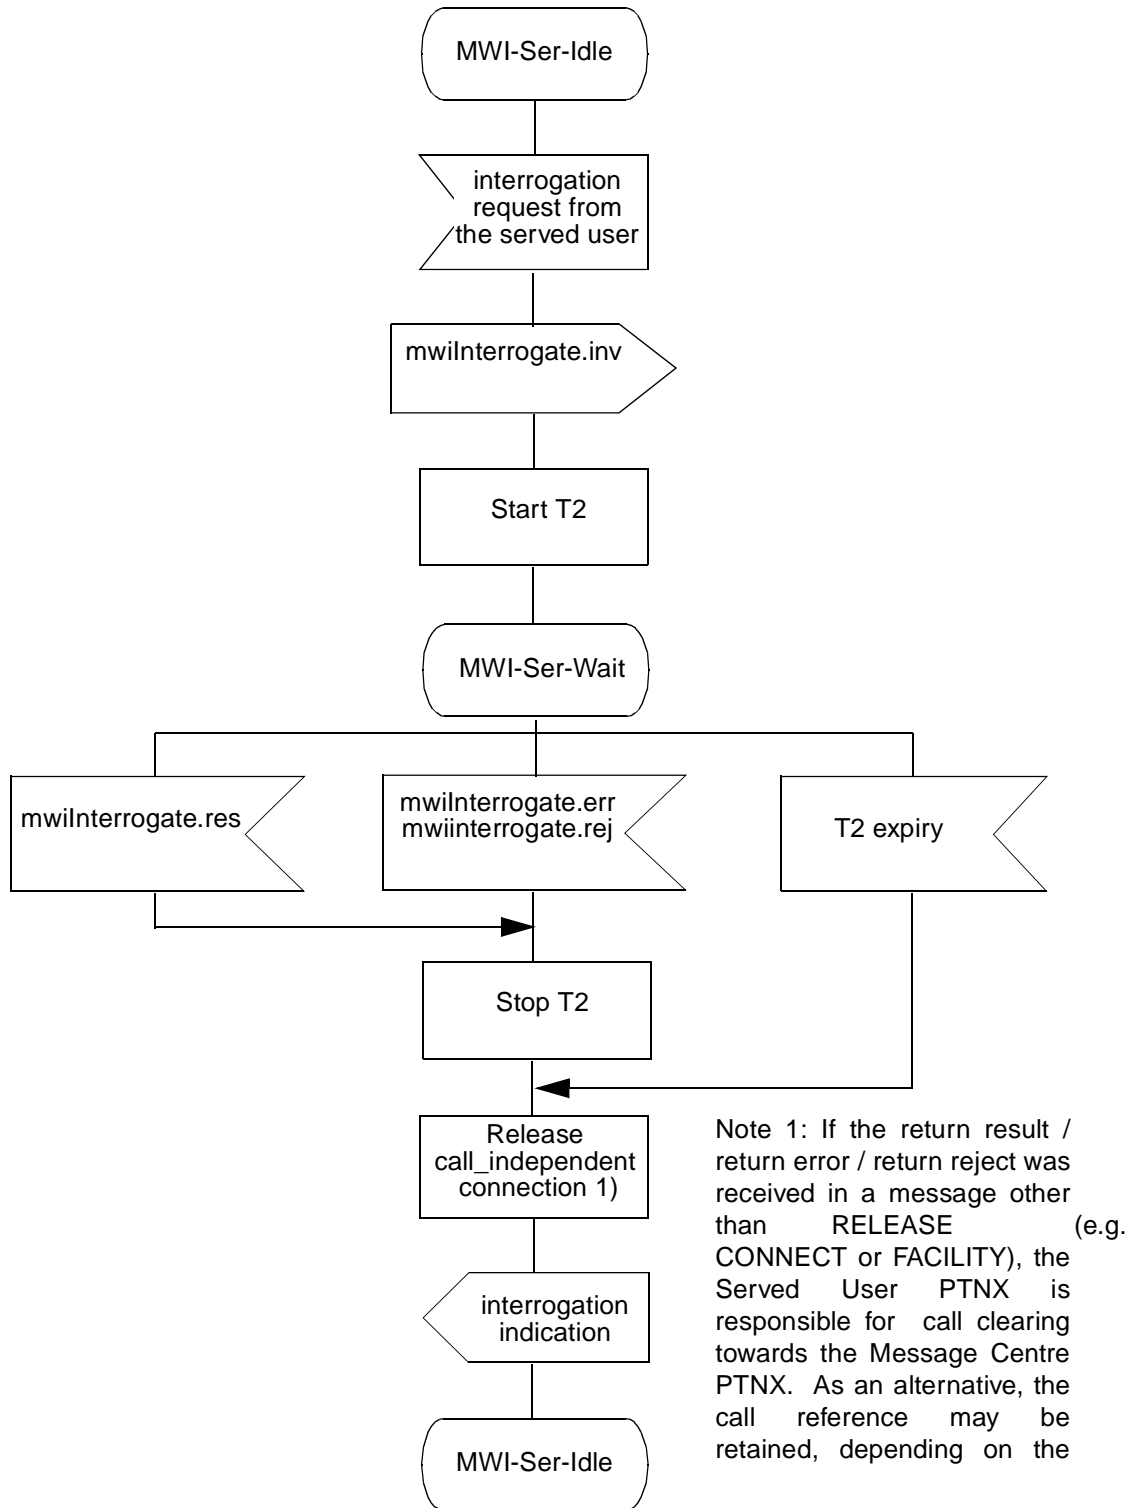 MWI-Ser-Idle
interrogation
request from
the served user
mwiInterrogate.inv
Start T2
MWI-Ser-Wait
mwiInterrogate.res
mwiInterrogate.err
mwiinterrogate.rej
T2 expiry
Stop T2
Release
call_independent
connection 1)
interrogation
indication
MWI-Ser-Idle
Note 1: If the return result /
return error / return reject was
received in a message other
than RELEASE (e.g.
CONNECT or FACILITY), the
Served User PTNX is
responsible for call clearing
towards the Message Centre
PTNX. As an alternative, the
call reference may be
retained, depending on the